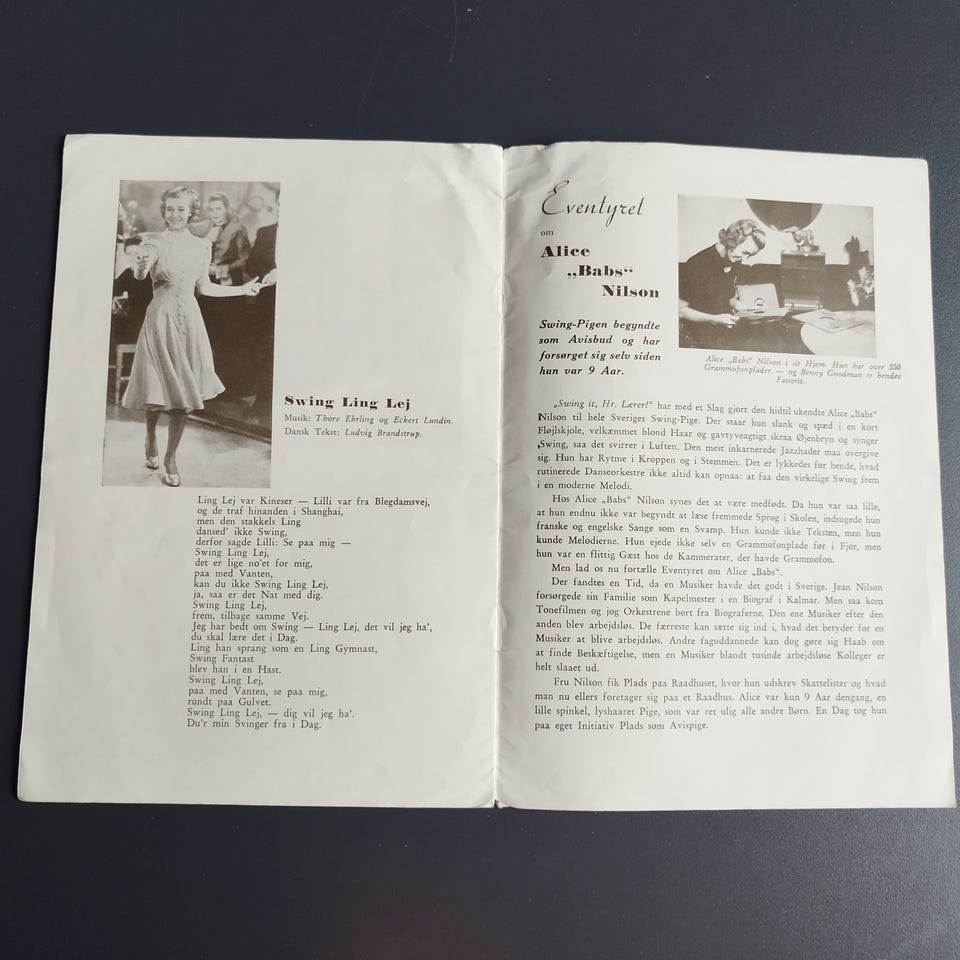 Swing Ling Lej
Musik: Thore Ehrling og Eckert Lundin.
Dansk Tekst: Ludvig Brandstrup.
Ling Lej var Kineser — Lilli var fra Blegdamsvej,
og de traf hinanden i Shanghai,
men den stakkels Ling
dansed' ikke Swing,
derfor sagde Lilli: Se paa mig —
Swing Ling Lej,
det er lige no'et for mig,
paa med Vanten,
kan du ikke Swing Ling Lej,
ja, saa er det Nat med dig.
Swing Ling Lej,
frem, tilbage samme Vej.
Jeg har bedt om Swing — Ling Lej, det vil jeg ha',
du skal lære det i Dag.
Ling han sprang som en Ling Gymnast,
Swing Fantast
blev han i en Hast.
Swing Ling Lej,
paa med Vanten, se paa mig,
rundt paa Gulvet.
Swing Ling Lej, — dig vil jeg ha'.
Du'r min Svinger fra i Dag.
Eventyret
om
Alice
„Babs“
Nilson
Swing-Pigen begyndte
som Avisbud og har
forsørget sig selv siden
hun var 9 Aar.
Alice „Babs“ Nilson i sit Hjem. Hun har over 350
Grammofonplader — og Benny Goodman er hendes
Favorit.
„Swing it, Hr. Lærer!“ har med et Slag gjort den hidtil ukendte Alice „Babs“
Nilson til hele Sveriges Swing-Pige. Der staar hun slank og spæd i en kort
Fløjlskjole, velkæmmet blond Haar og gavtyveagtigt skraa Øjenbryn og synger
Swing, saa det svirrer i Luften. Den mest inkarnerede Jazzhader maa overgive
sig. Hun har Rytme i Kroppen og i Stemmen. Det er lykkedes for hende, hvad
rutinerede Danseorkestre ikke altid kan opnaa: at faa den virkelige Swing frem
i en moderne Melodi.
Hos Alice „Babs“ Nilson synes det at være medfødt. Da hun var saa lille,
at hun endnu ikke var begyndt at læse fremmede Sprog i Skolen, indsugede hun
franske og engelske Sange som en Svamp. Hun kunde ikke Teksten, men hun
kunde Melodierne. Hun ejede ikke selv en Grammofonplade før i Fjor, men
hun var en flittig Gæst hos de Kammerater, der havde Grammofon.
Men lad os nu fortælle Eventyret om Alice „Babs“.
Der fandtes en Tid, da en Musiker havde det godt i Sverige. Jean Nilson
forsørgede sin Familie som Kapelmester i en Biograf i Kalmar. Men saa kom
Tonefilmen og jog Orkestrene bort fra Biograferne. Den ene Musiker efter den
anden blev arbejdsløs. De færreste kan sætte sig ind i, hvad det betyder for en
Musiker at blive arbejdsløs. Andre faguddannede kan dog gøre sig Haab om
at finde Beskæftigelse, men en Musiker blandt tusinde arbejdsløse Kolleger er
helt slaaet ud.
Fru Nilson fik Plads paa Raadhuset, hvor hun udskrev Skattelister og hvad
man nu ellers foretager sig paa et Raadhus. Alice var kun 9 Aar dengang, en
lille spinkel, lyshaaret Pige, som var ret ulig alle andre Børn. En Dag tog hun
paa eget Initiativ Plads som Avispige.